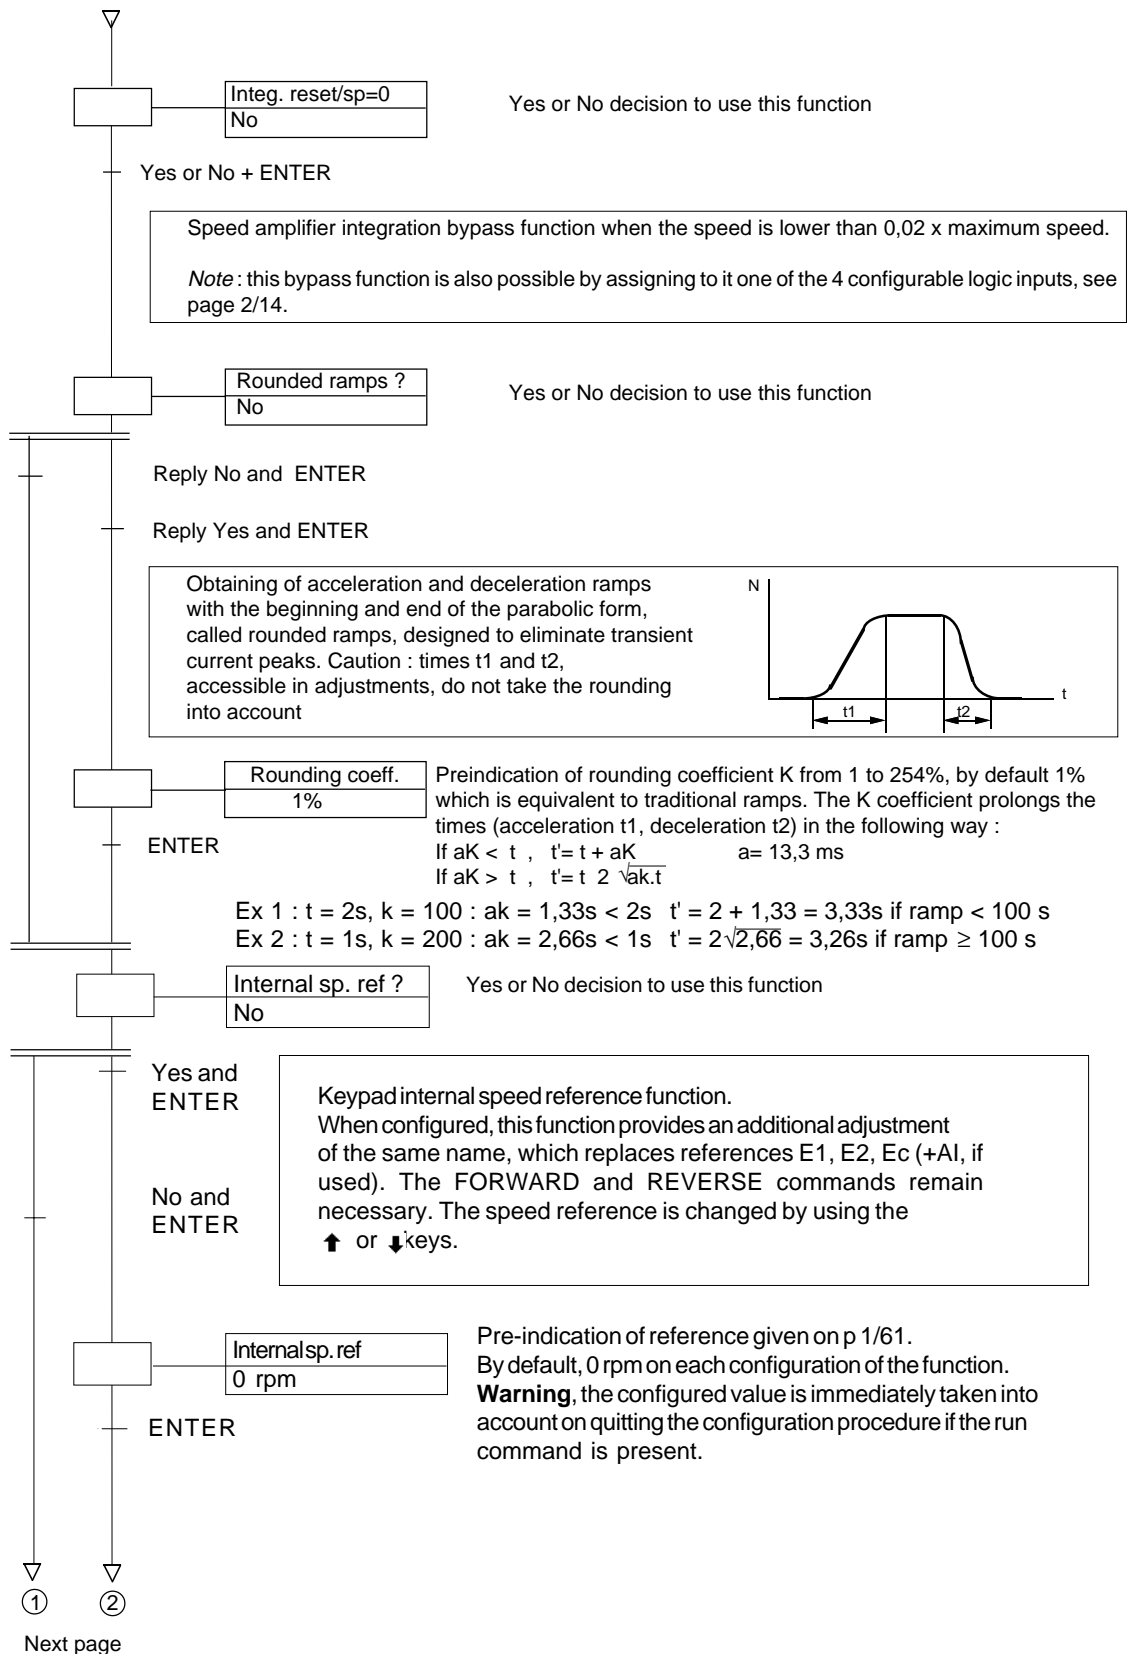 Integ. reset/sp=0
No
Yes or No decision to use this function
Yes or No + ENTER
Speed amplifier integration bypass function when the speed is lower than 0,02 x maximum speed.
Note : this bypass function is also possible by assigning to it one of the 4 configurable logic inputs, see
page 2/14.
Rounded ramps ?
No
Yes or No decision to use this function
Reply No and ENTER
Reply Yes and ENTER
Obtaining of acceleration and deceleration ramps
with the beginning and end of the parabolic form,
called rounded ramps, designed to eliminate transient
current peaks. Caution : times t1 and t2,
accessible in adjustments, do not take the rounding
into account
N
t
t1
t2
Rounding coeff.
1%
ENTER
Preindication of rounding coefficient K from 1 to 254%, by default 1%
which is equivalent to traditional ramps. The K coefficient prolongs the
times (acceleration t1, deceleration t2) in the following way :
If aK < t , t'= t + aK a= 13,3 ms
If aK > t , t'= t 2 √ak.t
Ex 1 : t = 2s, k = 100 : ak = 1,33s < 2s t' = 2 + 1,33 = 3,33s if ramp < 100 s
Ex 2 : t = 1s, k = 200 : ak = 2,66s < 1s t' = 2√2,66 = 3,26s if ramp ≥ 100 s
Internal sp. ref ?
No
Yes or No decision to use this function
Yes and
ENTER
No and
ENTER
Keypad internal speed reference function.
When configured, this function provides an additional adjustment
of the same name, which replaces references E1, E2, Ec (+AI, if
used). The FORWARD and REVERSE commands remain
necessary. The speed reference is changed by using the
⬆ or ⬇ keys.
Internal sp. ref
0 rpm
ENTER
Pre-indication of reference given on p 1/61.
By default, 0 rpm on each configuration of the function.
Warning, the configured value is immediately taken into
account on quitting the configuration procedure if the run
command is present.
1
2
Next page